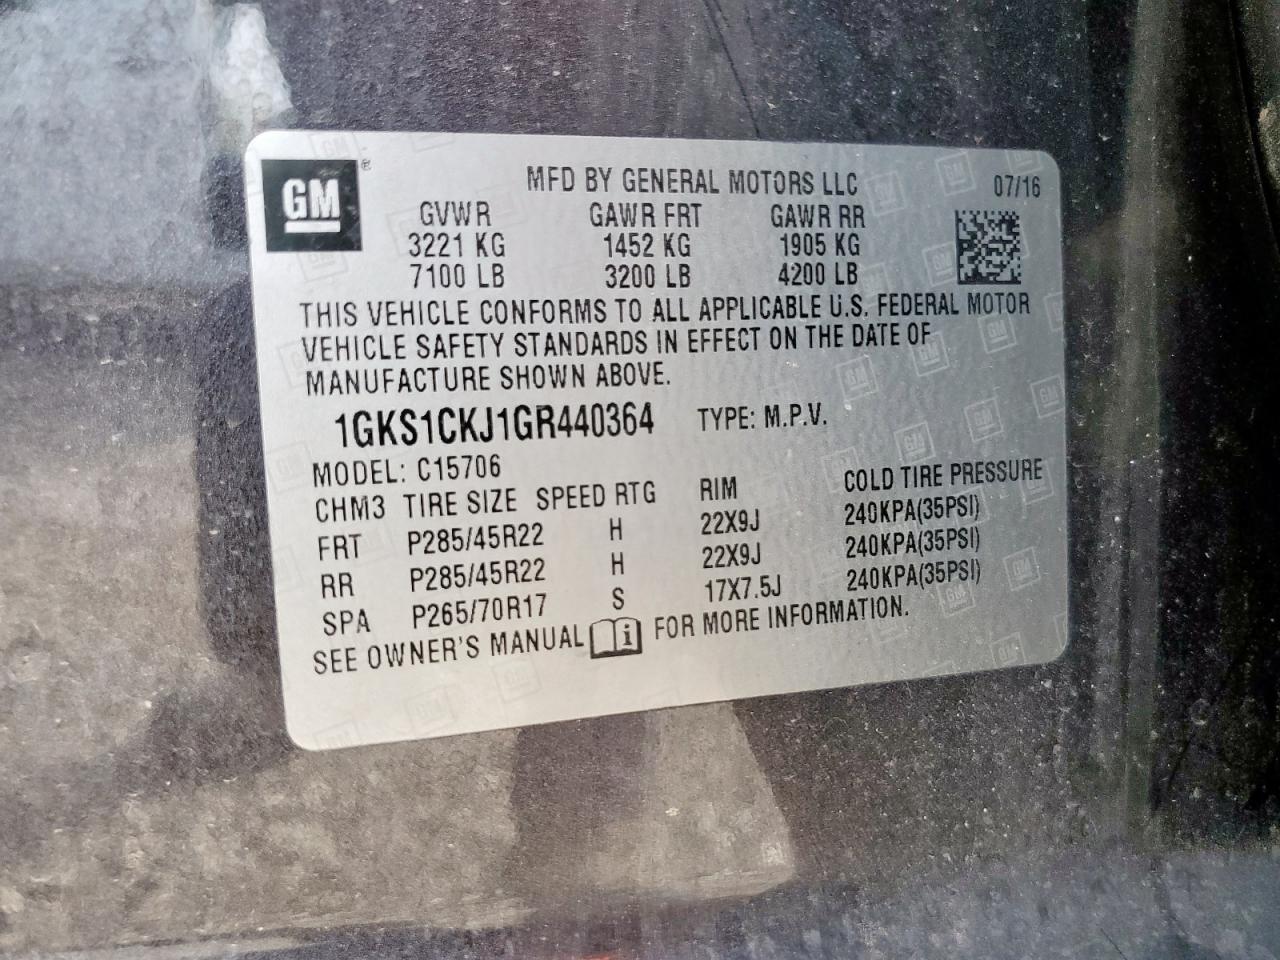 GM®
MFD BY GENERAL MOTORS LLC 07/16
GVWR GAWR FRT GAWR RR
3221 KG 1452 KG 1905 KG
7100 LB 3200 LB 4200 LB
THIS VEHICLE CONFORMS TO ALL APPLICABLE U.S. FEDERAL MOTOR
VEHICLE SAFETY STANDARDS IN EFFECT ON THE DATE OF
MANUFACTURE SHOWN ABOVE.
1GKS1CKJ1GR440364 TYPE: M.P.V.
MODEL: C15706
CHM3 TIRE SIZE SPEED RTG RIM COLD TIRE PRESSURE
FRT P285/45R22 H 22X9J 240KPA(35PSI)
RR P285/45R22 H 22X9J 240KPA(35PSI)
SPA P265/70R17 S 17X7.5J 240KPA(35PSI)
SEE OWNER'S MANUAL FOR MORE INFORMATION.